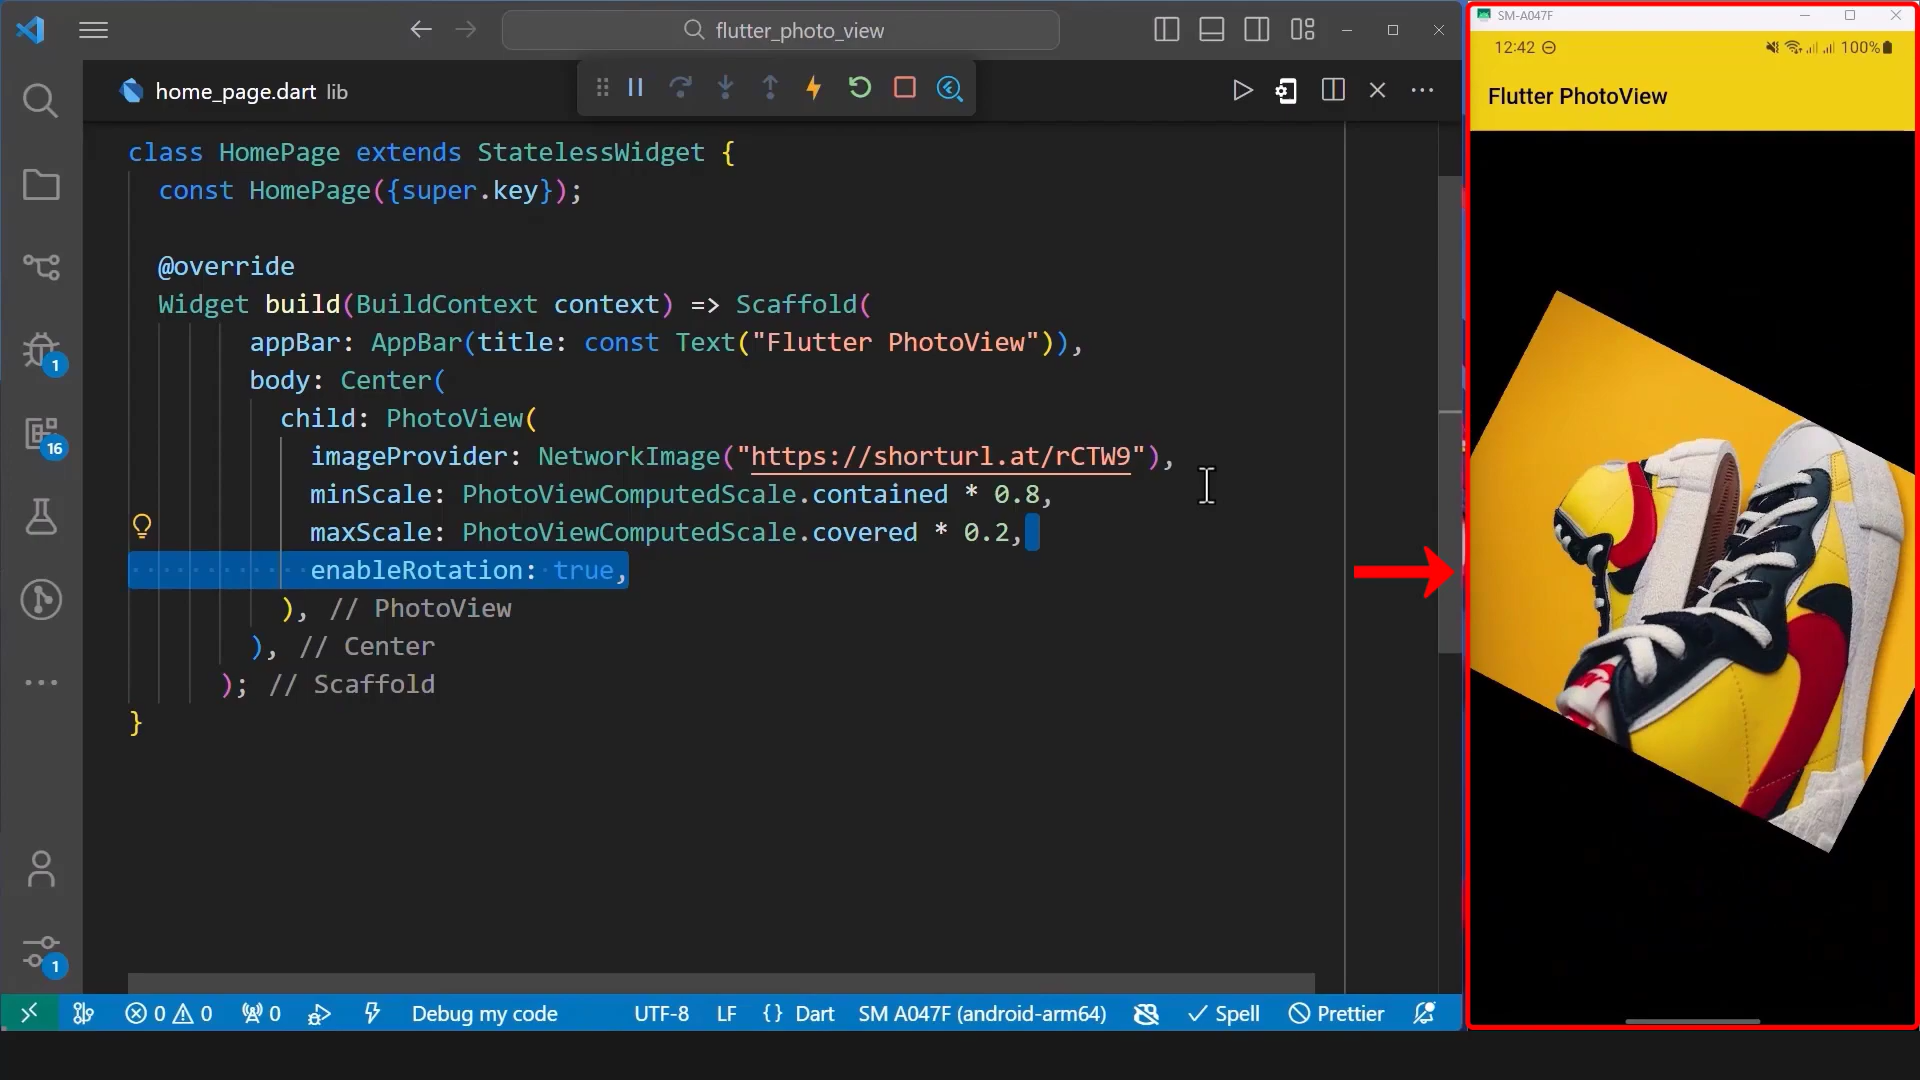 flutter_photo_view
home_page.dart lib
class HomePage extends StatelessWidget {
const HomePage({super.key});
@override
Widget build(BuildContext context) => Scaffold(
appBar: AppBar(title: const Text("Flutter PhotoView")),
body: Center(
child: PhotoView(
imageProvider: NetworkImage("https://shorturl.at/rCTW9"),
minScale: PhotoViewComputedScale.contained * 0.8,
maxScale: PhotoViewComputedScale.covered * 0.2,
enableRotation: true,
), // PhotoView
), // Center
); // Scaffold
}
1
16
1
0 0 0 Debug my code UTF-8 LF {} Dart SM A047F (android-arm64) Spell Prettier
SM-A047F
12:42 100%
Flutter PhotoView